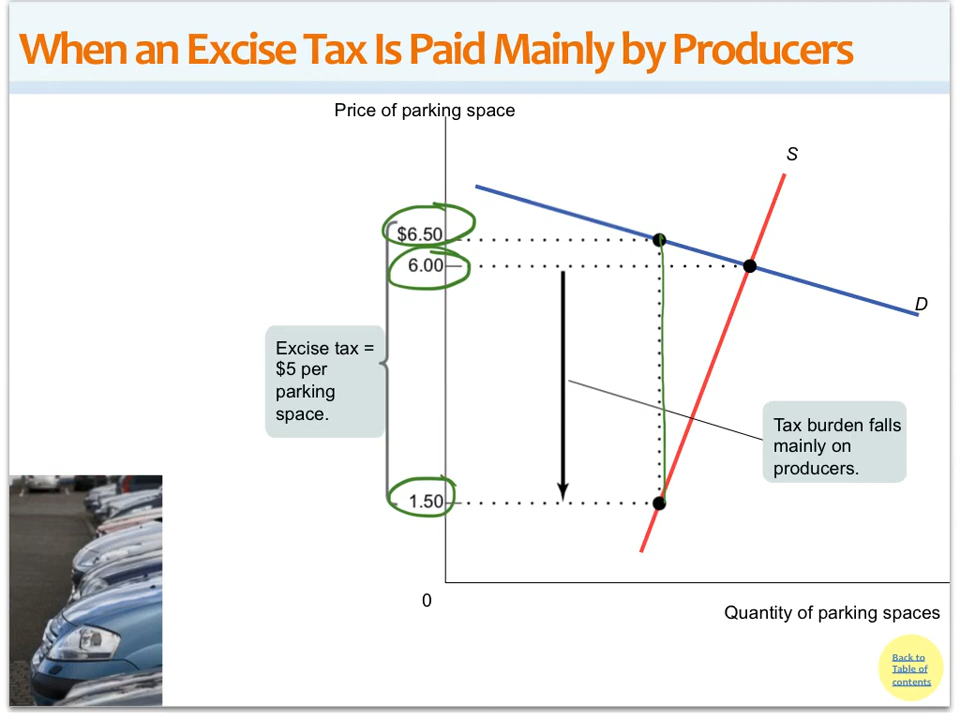 When an Excise Tax Is Paid Mainly by Producers
Price of parking space
S
$6.50
6.00
D
Excise tax =
$5 per
parking
space.
Tax burden falls
mainly on
producers.
1.50
0
Quantity of parking spaces
Back to
Table of
contents